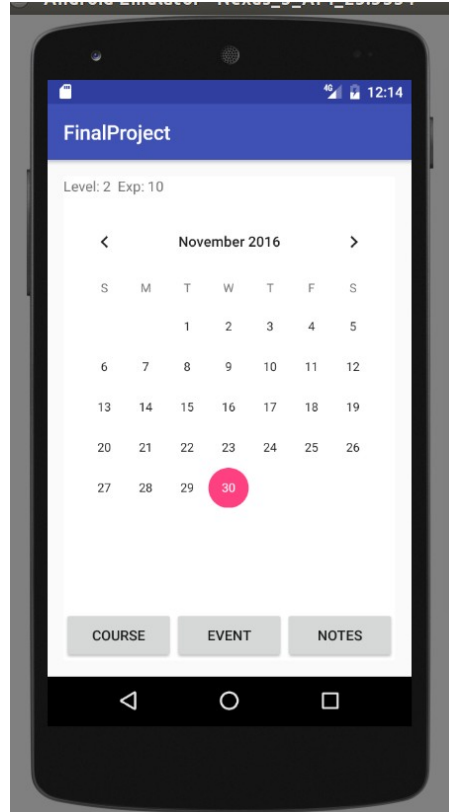 12:14
FinalProject
Level: 2 Exp: 10
November 2016
S M T W T F S
1 2 3 4 5
6 7 8 9 10 11 12
13 14 15 16 17 18 19
20 21 22 23 24 25 26
27 28 29 30
COURSE EVENT NOTES